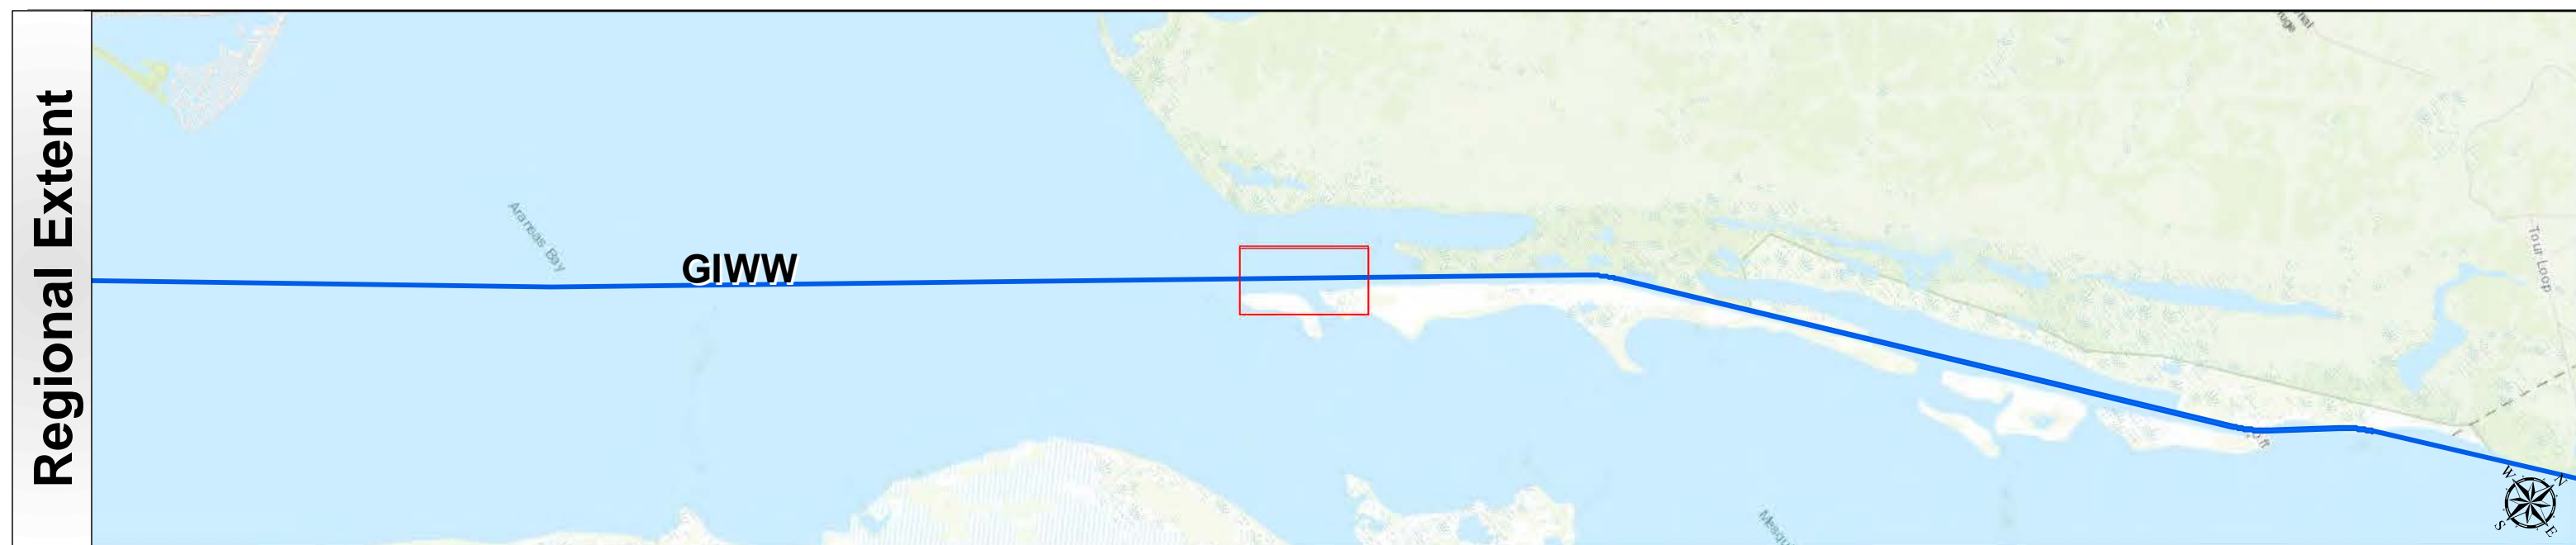 Regional Extent
Aransas Bay
GIWW
Tour Loop
W
N
S
E